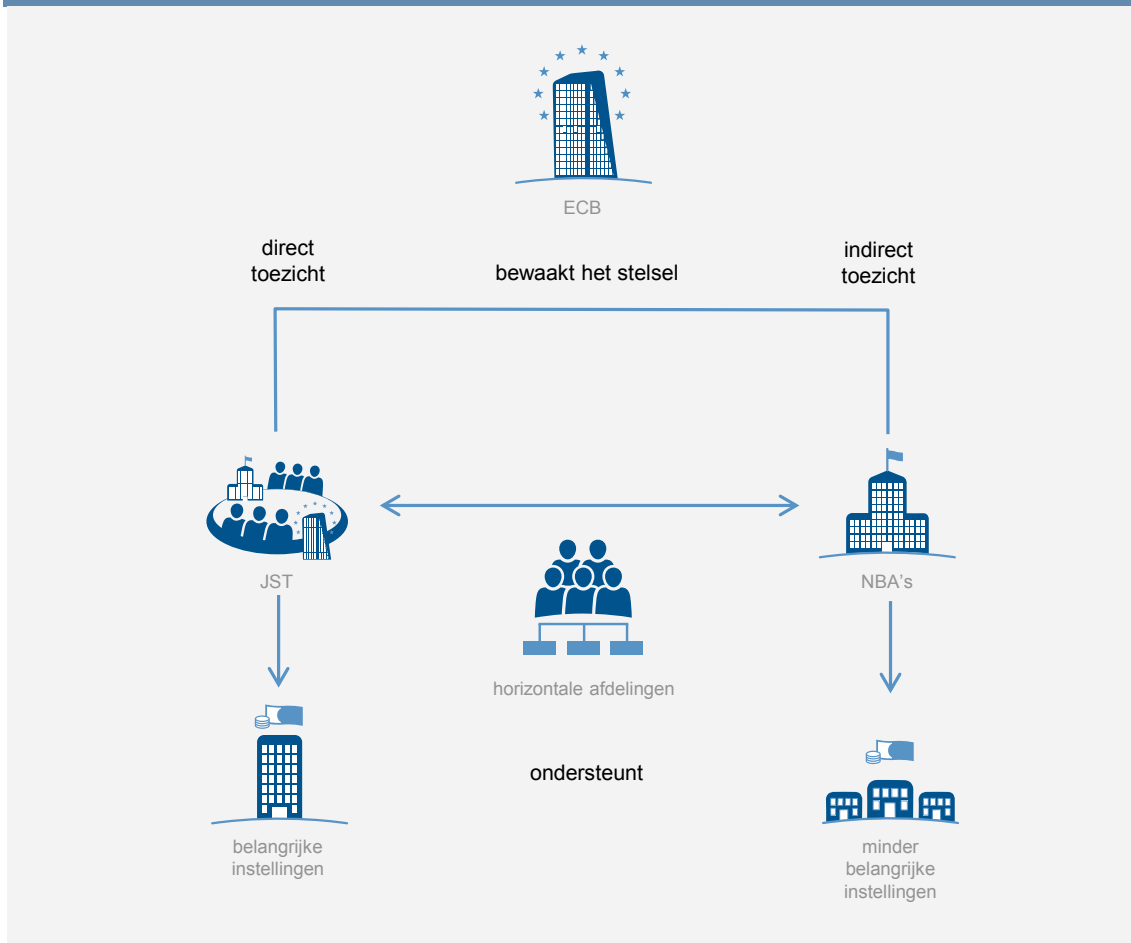 ECB
direct
toezicht
bewaakt het stelsel
indirect
toezicht
JST
NBA's
horizontale afdelingen
ondersteunt
belangrijke
instellingen
minder
belangrijke
instellingen